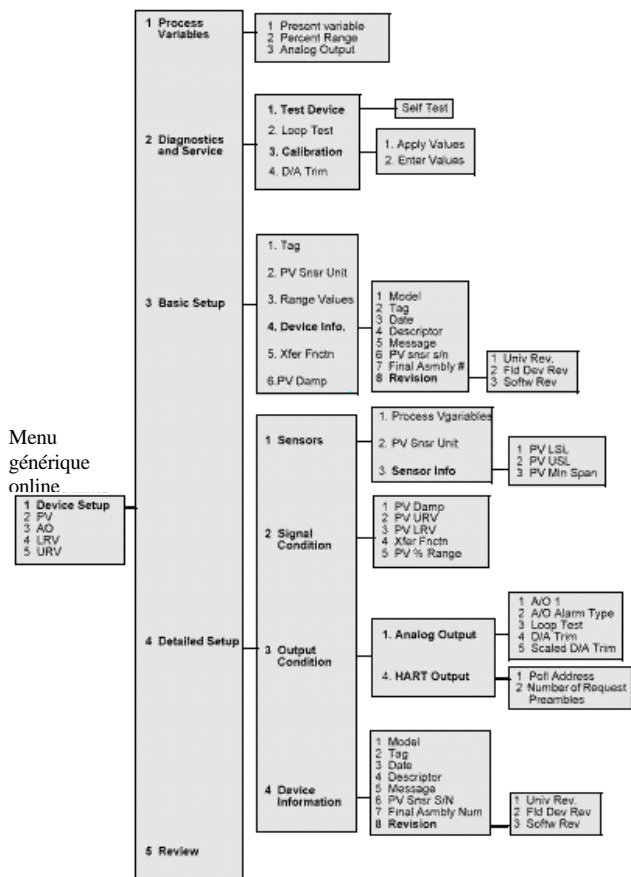 1 Process
Variables
1 Present variable
2 Percent Range
3 Analog Output
2 Diagnostics
and Service
1. Test Device
2. Loop Test
3. Calibration
4. D/A Trim
Self Test
1. Apply Values
2. Enter Values
3 Basic Setup
1. Tag
2. PV Snsr Unit
3. Range Values
4. Device Info.
5. Xfer Fnctn
6.PV Damp
1 Model
2 Tag
3 Date
4 Descriptor
5 Message
6 PV snsr s/n
7 Final Asmbly #
8 Revision
1 Univ Rev.
2 Fld Dev Rev
3 Softw Rev
Menu
générique
online
1 Device Setup
2 PV
3 AO
4 LRV
5 URV
4 Detailed Setup
1 Sensors
2 Signal
Condition
3 Output
Condition
4 Device
Information
1. Process Vgariables
2. PV Snsr Unit
3. Sensor Info
1 PV LSL
2 PV USL
3 PV Min Span
1 PV Damp
2 PV URV
3 PV LRV
4 Xfer Fnctn
5 PV % Range
1. Analog Output
4. HART Output
1 A/O 1
2 A/O Alarm Type
3 Loop Test
4 D/A Trim
5 Scaled D/A Trim
1 Poll Address
2 Number of Request
Preambles
1 Model
2 Tag
3 Date
4 Descriptor
5 Message
6 PV Snsr S/N
7 Final Asmbly Num
8 Revision
1 Univ Rev.
2 Fld Dev Rev
3 Softw Rev
5 Review